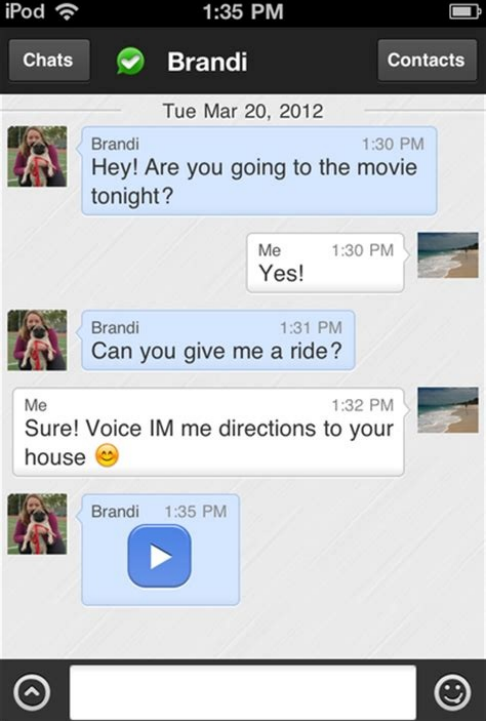 iPod 1:35 PM
Chats Brandi Contacts
Tue Mar 20, 2012
Brandi 1:30 PM
Hey! Are you going to the movie
tonight?
Me 1:30 PM
Yes!
Brandi 1:31 PM
Can you give me a ride?
Me 1:32 PM
Sure! Voice IM me directions to your
house 😊
Brandi 1:35 PM